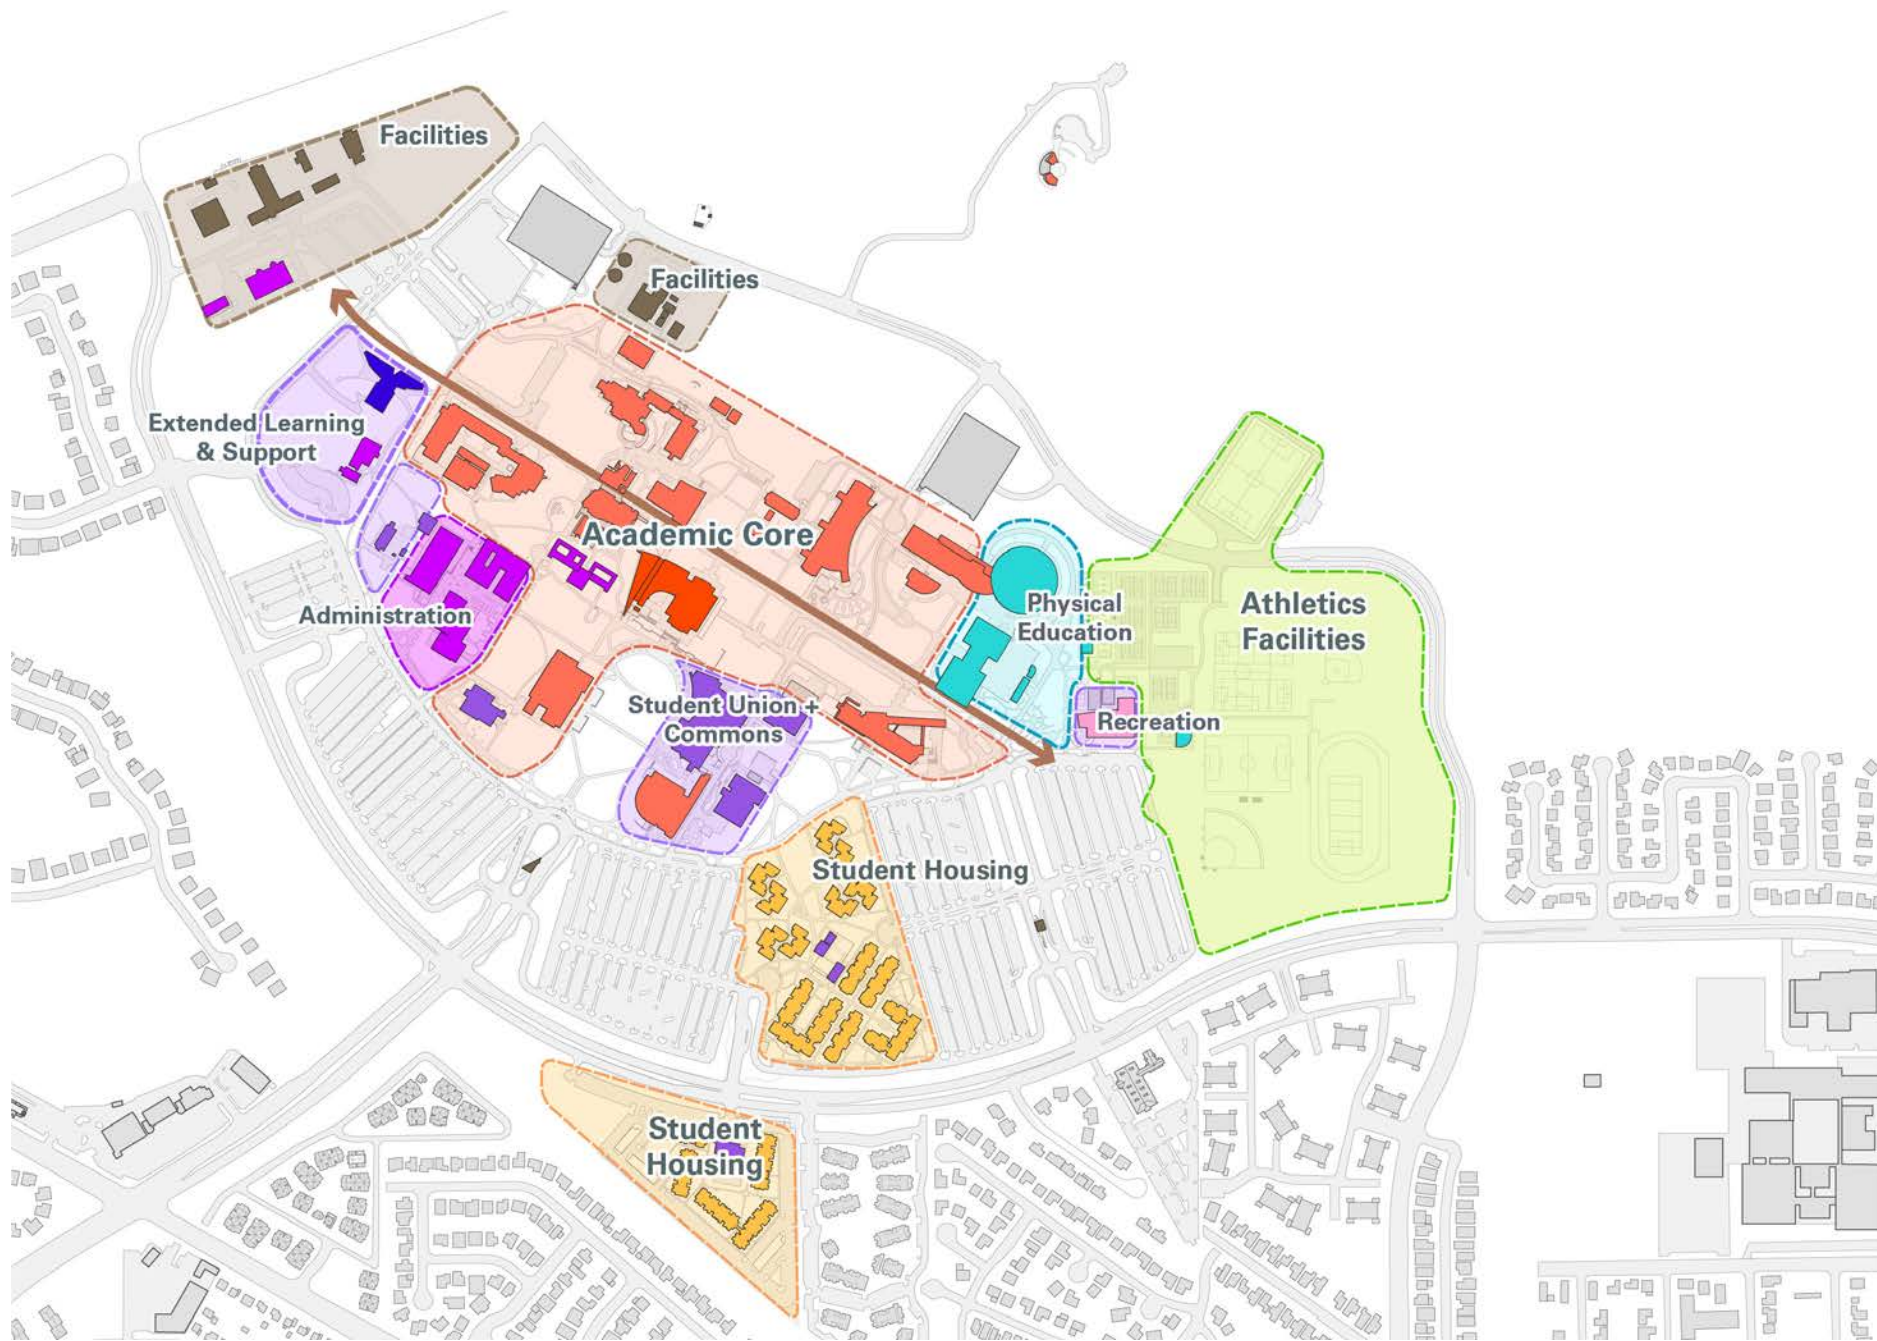 Facilities
Facilities
Extended Learning
& Support
Academic Core
Administration
Physical
Education
Athletics
Facilities
Student Union +
Commons
Recreation
Student Housing
Student
Housing